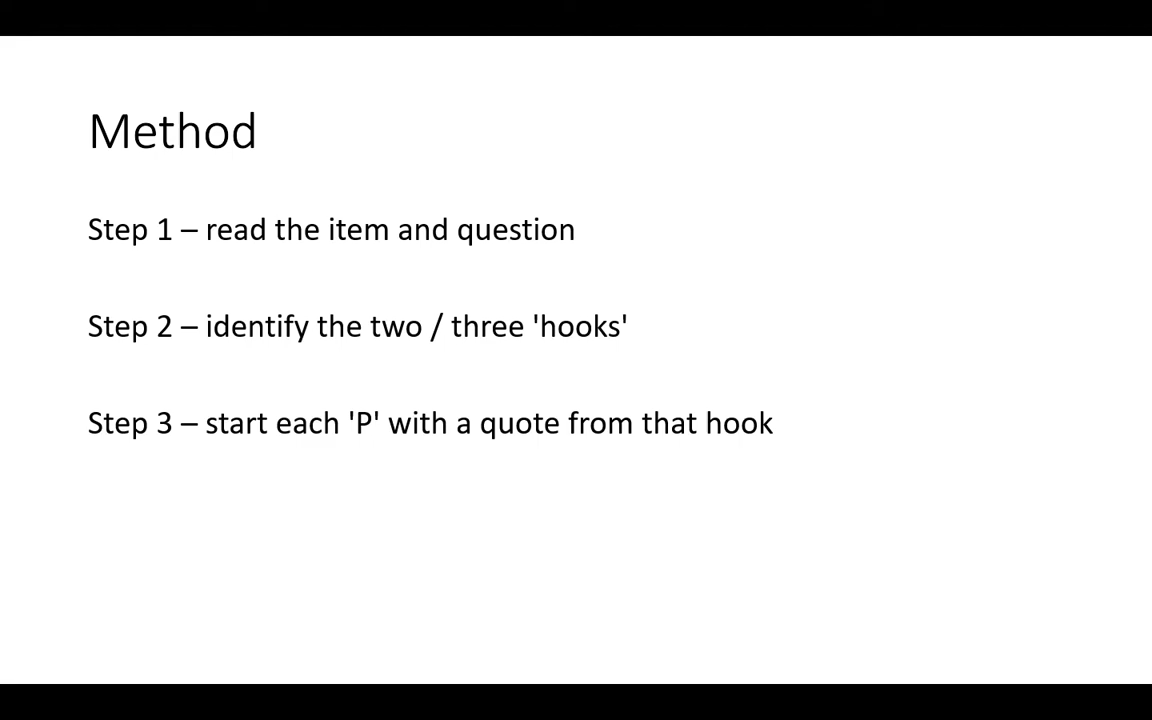 Method
Step 1 – read the item and question
Step 2 – identify the two / three 'hooks'
Step 3 – start each 'P' with a quote from that hook